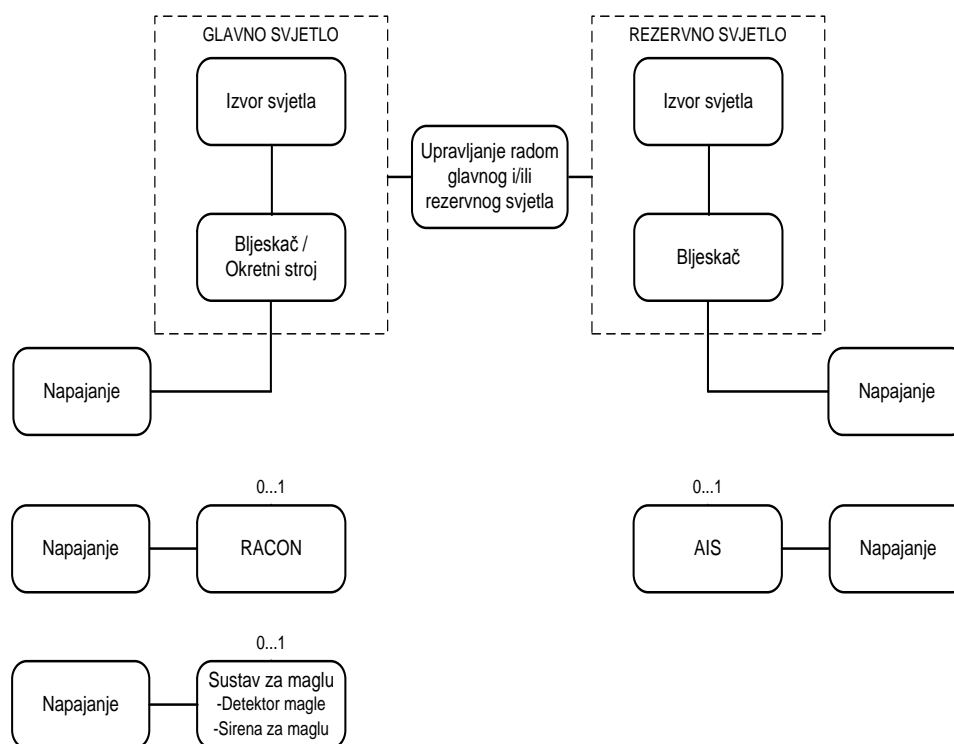 GLAVNO SVJETLO
REZERVNO SVJETLO
Izvor svjetla
Izvor svjetla
Upravljanje radom
glavnog i/ili
rezervnog svjetla
Bljeskač /
Okretni stroj
Bljeskač
Napajanje
Napajanje
0...1
0...1
Napajanje
RACON
AIS
Napajanje
0...1
Napajanje
Sustav za maglu
-Detektor magle
-Sirena za maglu